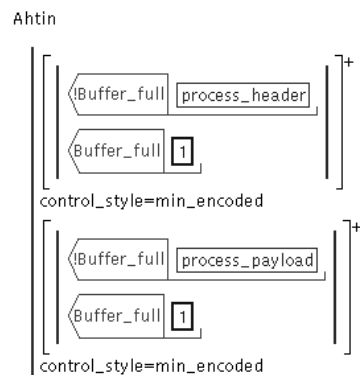 Ahtin
+
!Buffer_full process_header
Buffer_full 1
control_style=min_encoded
+
!Buffer_full process_payload
Buffer_full 1
control_style=min_encoded